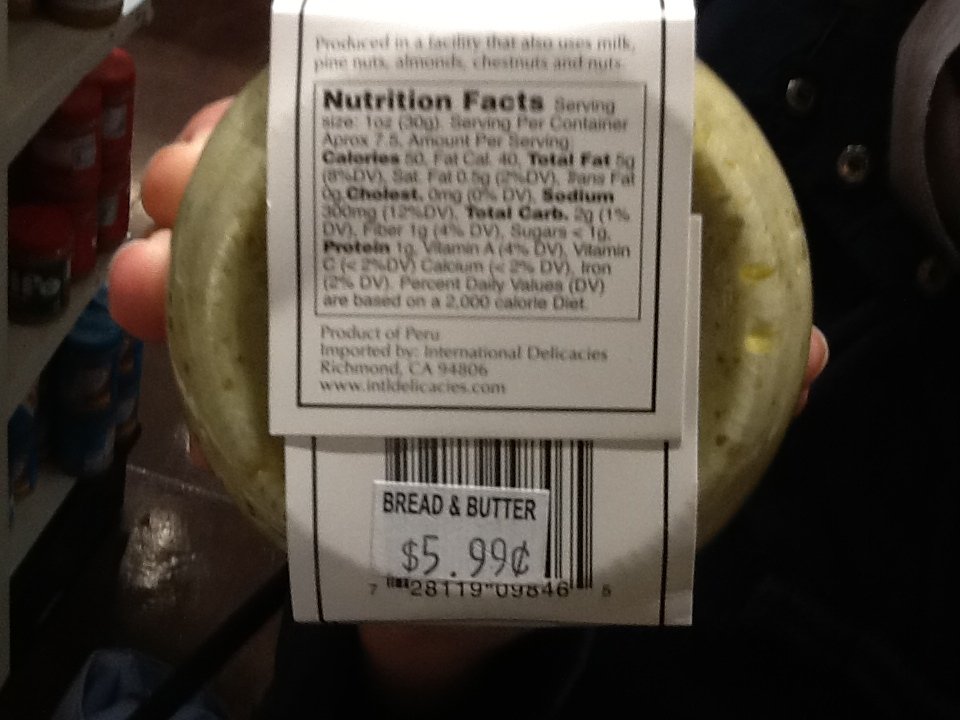 Produced in a facility that also uses milk,
pine nuts, almonds, chestnuts and nuts.
Nutrition Facts Serving
size: 1oz (30g). Serving Per Container
Aprox 7.5, Amount Per Serving
Calories 50, Fat Cal. 40, Total Fat 5g
(8%DV), Sat. Fat 0.5g (2%DV), Trans Fat
0g, Cholest. 0mg (0% DV), Sodium
300mg (12%DV), Total Carb. 2g (1%
DV), Fiber 1g (4% DV), Sugars < 1g,
Protein 1g, Vitamin A (4% DV), Vitamin
C (< 2%DV) Calcium (< 2% DV), Iron
(2% DV). Percent Daily Values (DV)
are based on a 2,000 calorie Diet.
Product of Peru
Imported by: International Delicacies
Richmond, CA 94806
www.intldelicacies.com
BREAD & BUTTER
$5.99¢
7 28119 09846 5